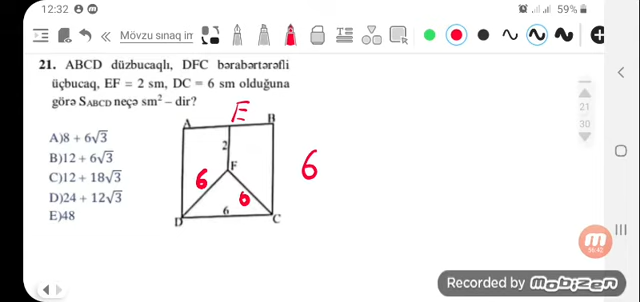 12:32
59%
Mövzu sınaq im
21. ABCD düzbucaqlı, DFC bərabərtərəfli
üçbucaq, EF = 2 sm, DC = 6 sm olduğuna
görə SABCD neçə sm² – dir?
A)8 + 6√3
B)12 + 6√3
C)12 + 18√3
D)24 + 12√3
E)48
E
A
B
2
F
6
6
6
6
D
C
21
30
Recorded by mobizen